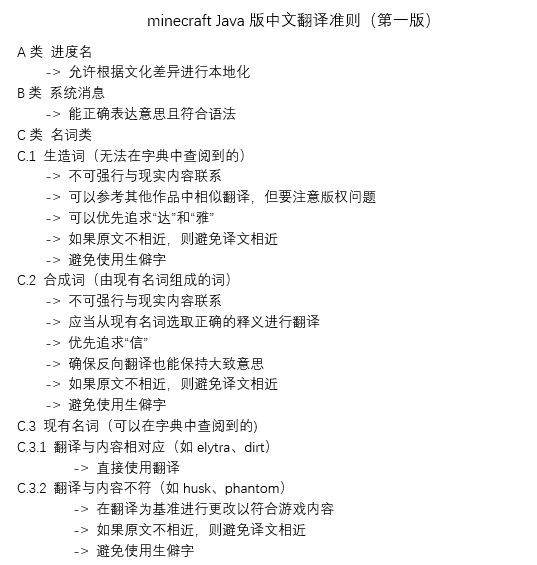 minecraft Java 版中文翻译准则（第一版）
A 类 进度名
-> 允许根据文化差异进行本地化
B 类 系统消息
-> 能正确表达意思且符合语法
C 类 名词类
C.1 生造词（无法在字典中查阅到的）
-> 不可强行与现实内容联系
-> 可以参考其他作品中相似翻译，但要注意版权问题
-> 可以优先追求“达”和“雅”
-> 如果原文不相近，则避免译文相近
-> 避免使用生僻字
C.2 合成词（由现有名词组成的词）
-> 不可强行与现实内容联系
-> 应当从现有名词选取正确的释义进行翻译
-> 优先追求“信”
-> 确保反向翻译也能保持大致意思
-> 如果原文不相近，则避免译文相近
-> 避免使用生僻字
C.3 现有名词（可以在字典中查阅到的)
C.3.1 翻译与内容相对应（如 elytra、dirt）
-> 直接使用翻译
C.3.2 翻译与内容不符（如 husk、phantom）
-> 在翻译为基准进行更改以符合游戏内容
-> 如果原文不相近，则避免译文相近
-> 避免使用生僻字